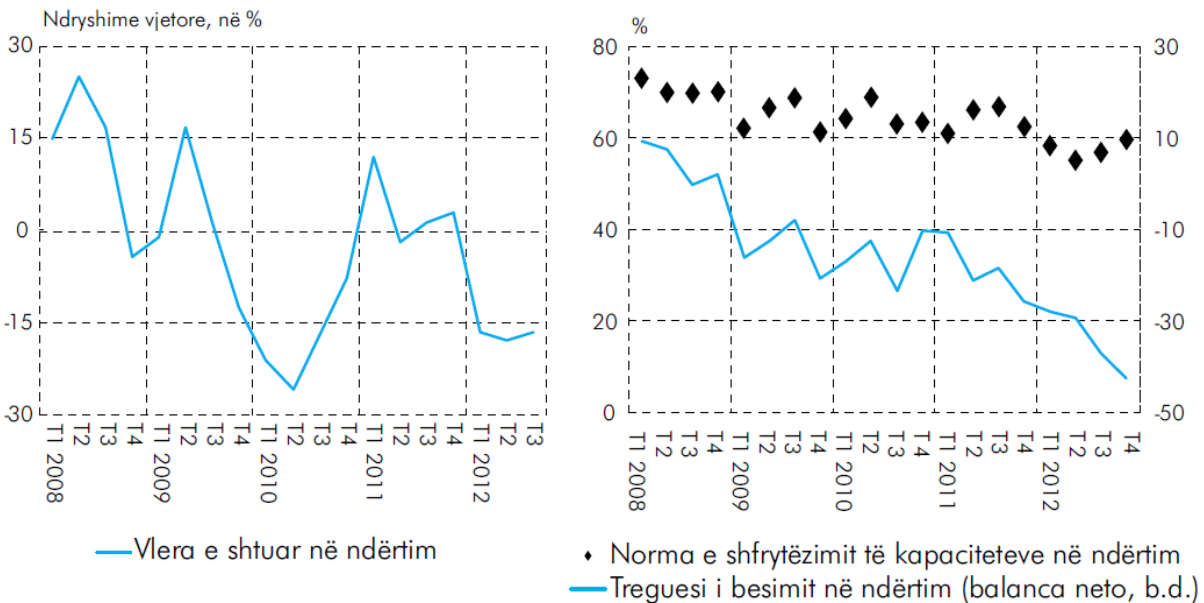 Ndryshime vjetore, në %
30
15
0
-15
-30
T1 2008
T2
T3
T4
T1 2009
T2
T3
T4
T1 2010
T2
T3
T4
T1 2011
T2
T3
T4
T1 2012
T2
T3
Vlera e shtuar në ndërtim
%
80
60
40
20
0
30
10
-10
-30
-50
T1 2008
T2
T3
T4
T1 2009
T2
T3
T4
T1 2010
T2
T3
T4
T1 2011
T2
T3
T4
T1 2012
T2
T3
T4
Norma e shfrytëzimit të kapaciteteve në ndërtim
Treguesi i besimit në ndërtim (balanca neto, b.d.)